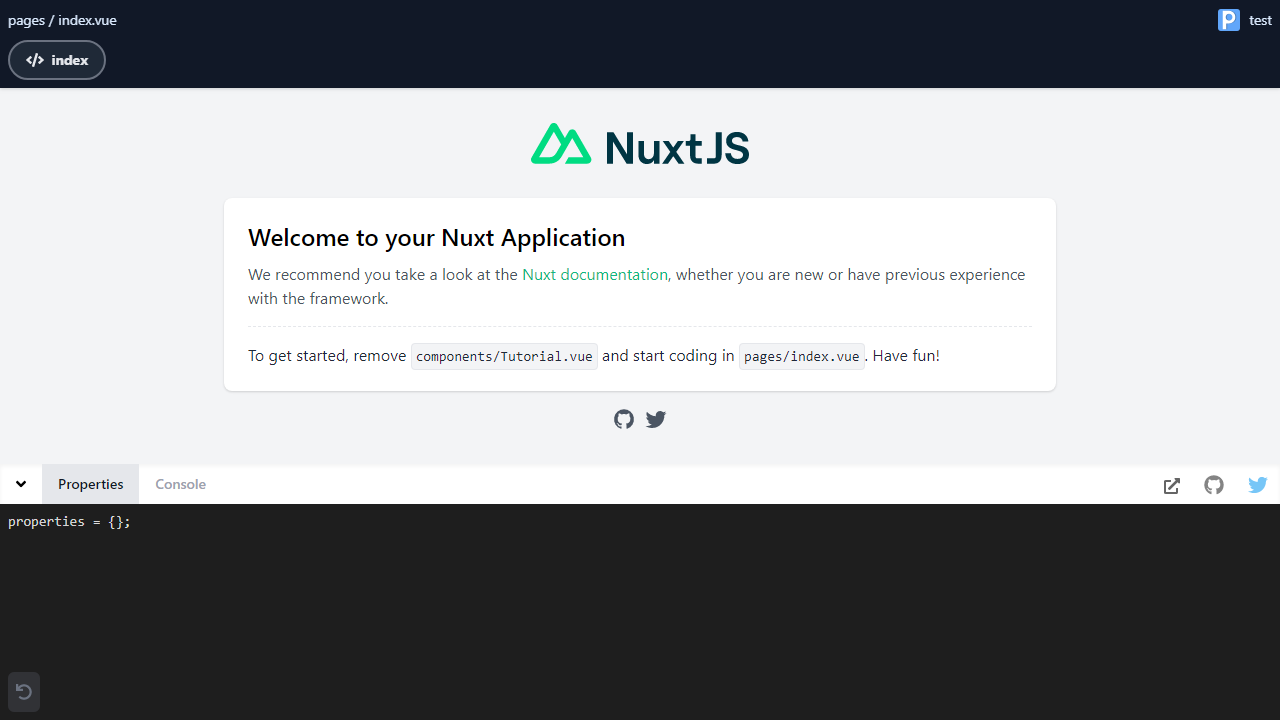 pages / index.vue
P test
</> index
NuxtJS
Welcome to your Nuxt Application
We recommend you take a look at the Nuxt documentation, whether you are new or have previous experience
with the framework.
To get started, remove components/Tutorial.vue and start coding in pages/index.vue. Have fun!
Properties Console
properties = {};